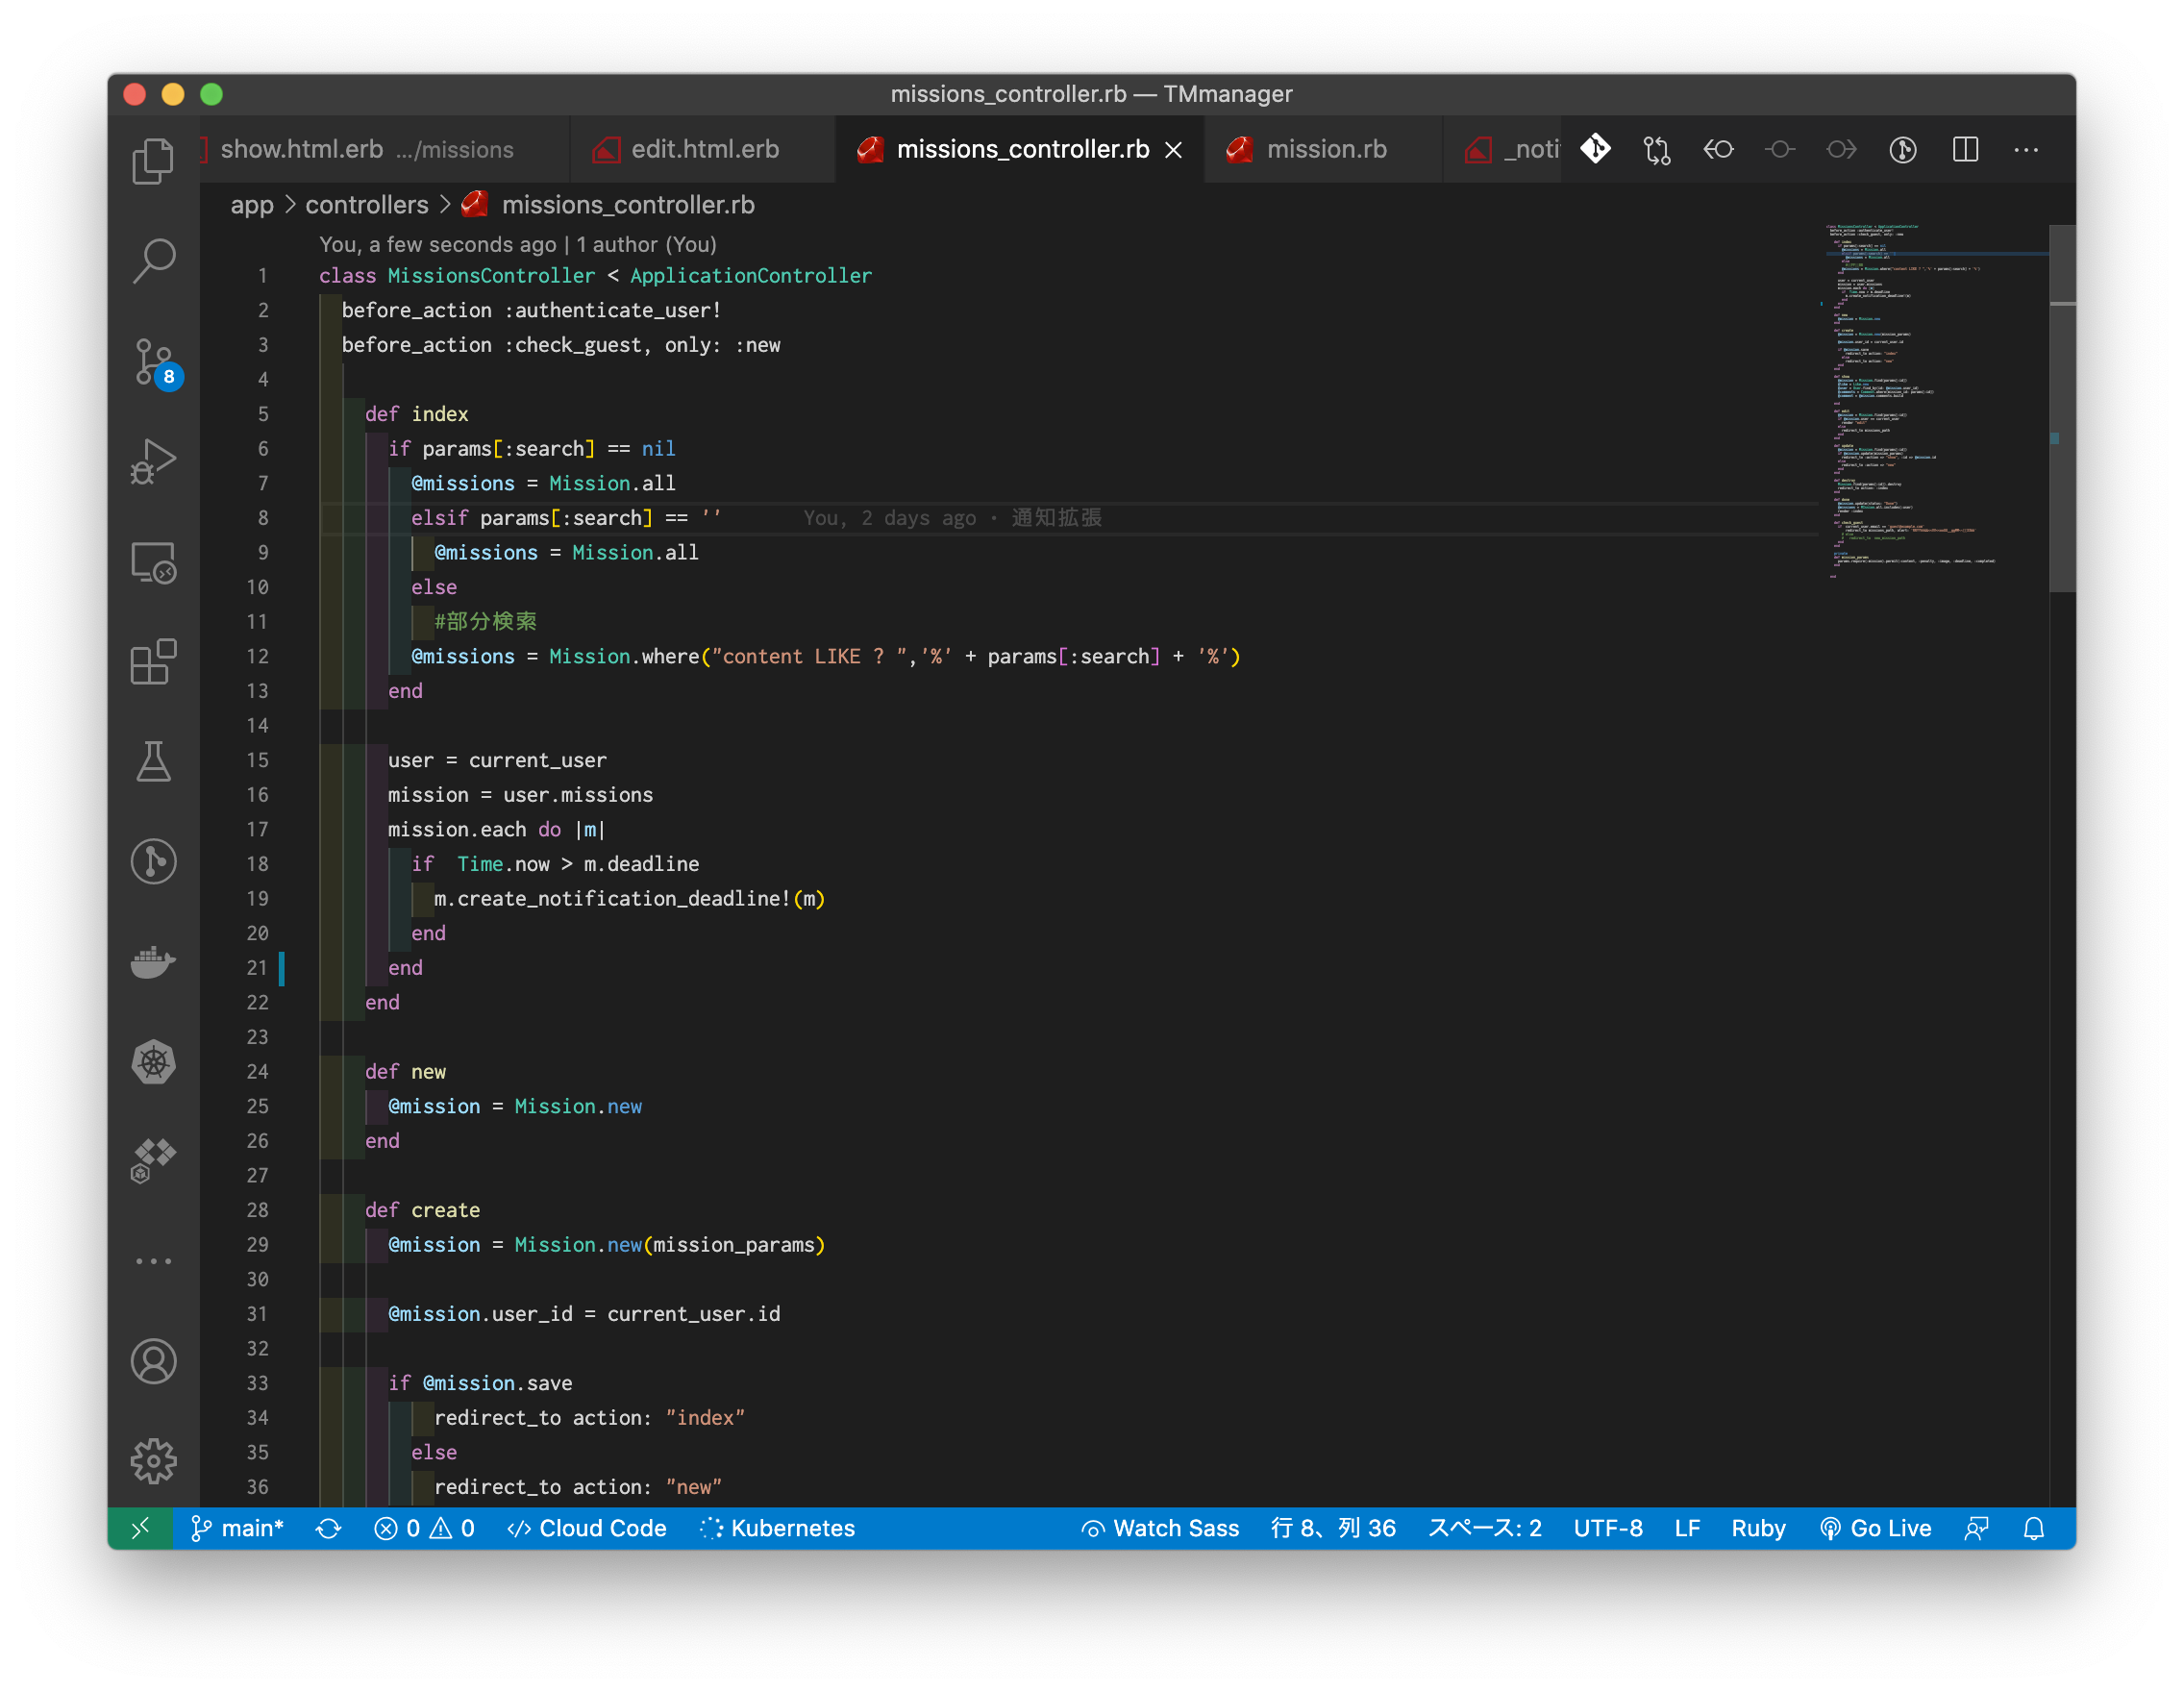 missions_controller.rb — TMmanager
show.html.erb .../missions
edit.html.erb
missions_controller.rb
mission.rb
_noti
app > controllers > missions_controller.rb
You, a few seconds ago | 1 author (You)
1 class MissionsController < ApplicationController
2 before_action :authenticate_user!
3 before_action :check_guest, only: :new
4
5 def index
6 if params[:search] == nil
7 @missions = Mission.all
8 elsif params[:search] == '' You, 2 days ago • 通知拡張
9 @missions = Mission.all
10 else
11 #部分検索
12 @missions = Mission.where("content LIKE ? ",'%' + params[:search] + '%')
13 end
14
15 user = current_user
16 mission = user.missions
17 mission.each do |m|
18 if  Time.now > m.deadline
19 m.create_notification_deadline!(m)
20 end
21 end
22 end
23
24 def new
25 @mission = Mission.new
26 end
27
28 def create
29 @mission = Mission.new(mission_params)
30
31 @mission.user_id = current_user.id
32
33 if @mission.save
34 redirect_to action: "index"
35 else
36 redirect_to action: "new"
8
main* 0 0 Cloud Code Kubernetes Watch Sass 行 8、列 36 スペース: 2 UTF-8 LF Ruby Go Live